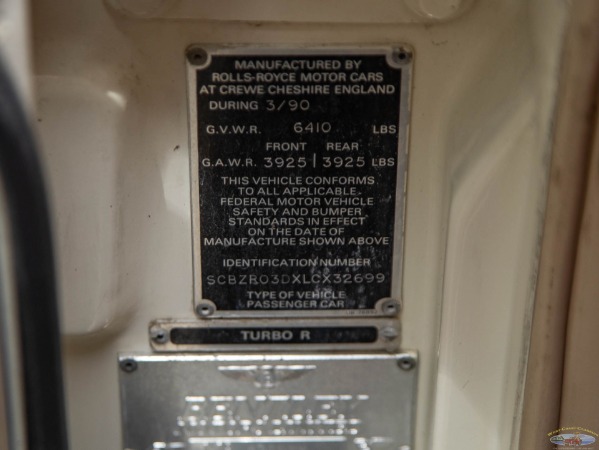 MANUFACTURED BY
ROLLS-ROYCE MOTOR CARS
AT CREWE CHESHIRE ENGLAND
DURING 3/90
G.V.W.R. 6410 LBS
FRONT REAR
G.A.W.R. 3925 | 3925 LBS
THIS VEHICLE CONFORMS
TO ALL APPLICABLE
FEDERAL MOTOR VEHICLE
SAFETY AND BUMPER
STANDARDS IN EFFECT
ON THE DATE OF
MANUFACTURE SHOWN ABOVE
IDENTIFICATION NUMBER
SCBZR03DXLCX32699
TYPE OF VEHICLE
PASSENGER CAR
TURBO R
BENTLEY